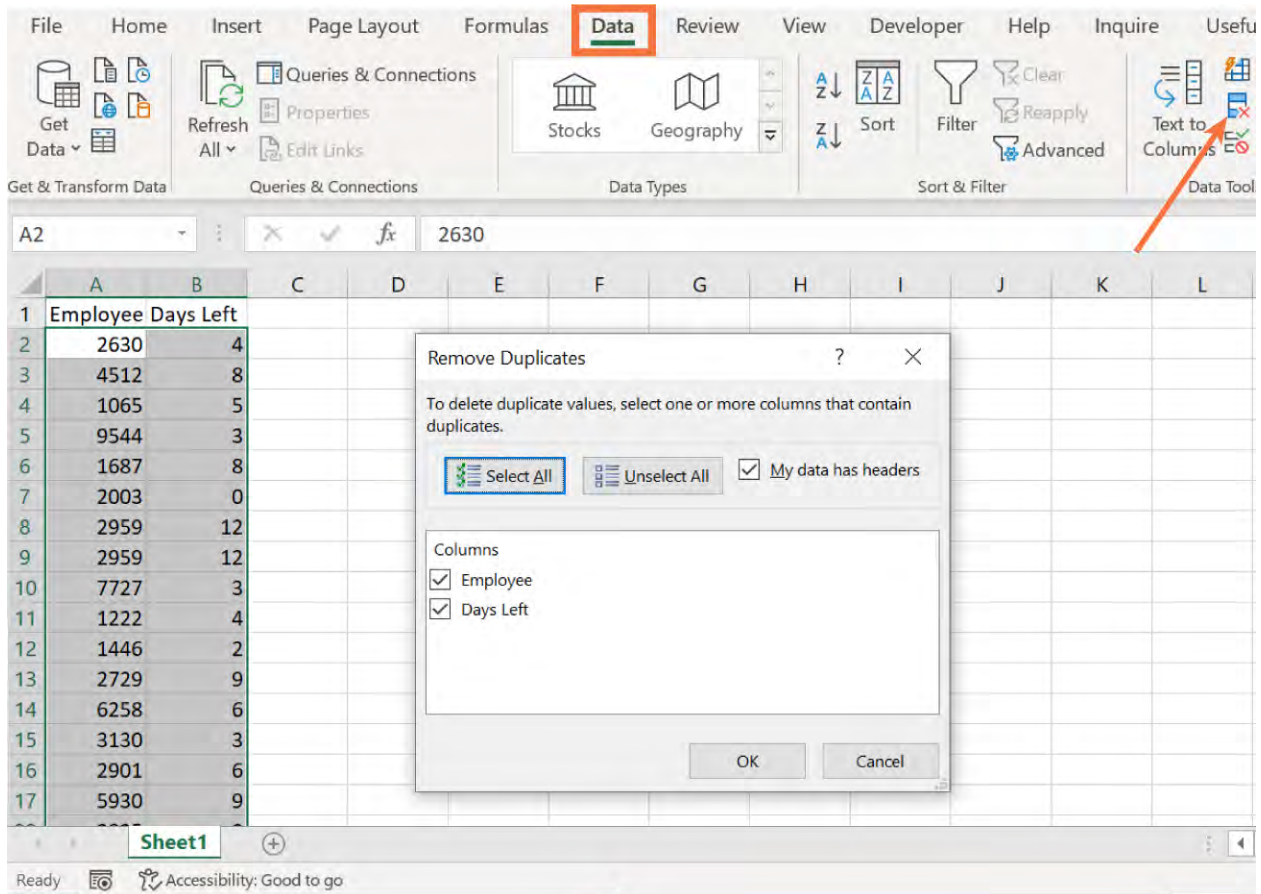 File Home Insert Page Layout Formulas Data Review View Developer Help Inquire Usefu
Queries & Connections
Properties
Edit Links
Get
Data
Refresh
All
Stocks Geography
Sort
Filter
Clear
Reapply
Advanced
Text to
Columns
Get & Transform Data Queries & Connections Data Types Sort & Filter Data Tool
A2 fx 2630
A B C D E F G H I J K L
1 Employee Days Left
2 2630 4
3 4512 8
4 1065 5
5 9544 3
6 1687 8
7 2003 0
8 2959 12
9 2959 12
10 7727 3
11 1222 4
12 1446 2
13 2729 9
14 6258 6
15 3130 3
16 2901 6
17 5930 9
Remove Duplicates ?
To delete duplicate values, select one or more columns that contain
duplicates.
Select All Unselect All My data has headers
Columns
Employee
Days Left
OK Cancel
Sheet1
Ready Accessibility: Good to go